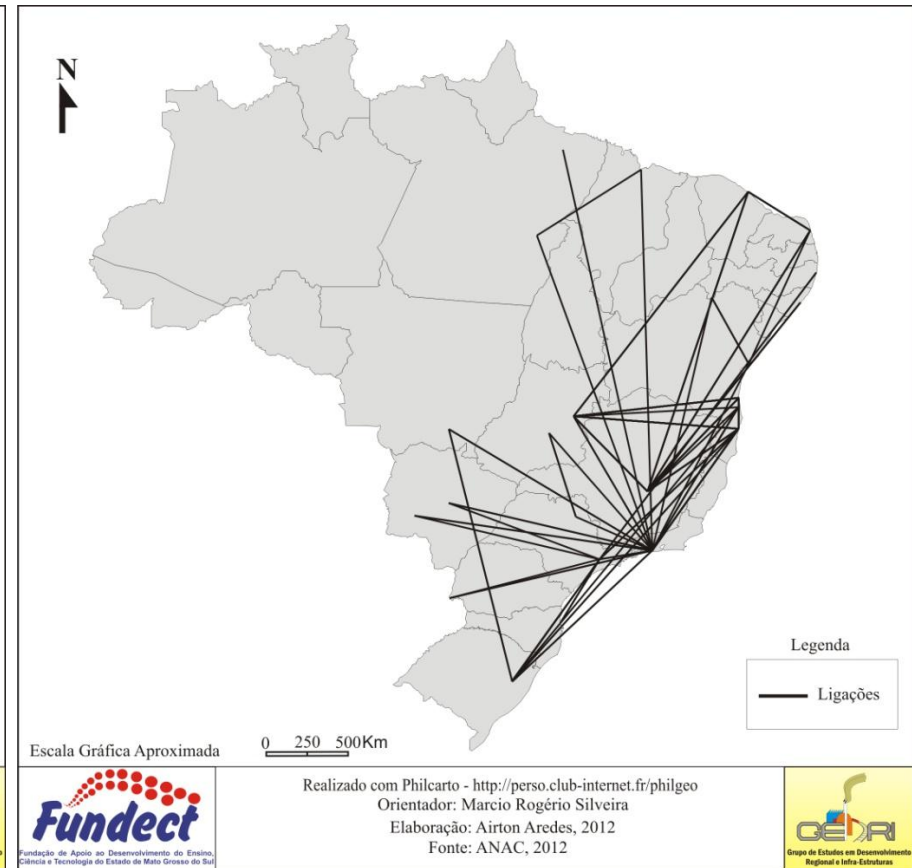 N
Legenda
Ligações
Escala Gráfica Aproximada
0 250 500Km
Fundect
Fundação de Apoio ao Desenvolvimento do Ensino,
Ciência e Tecnologia do Estado de Mato Grosso do Sul
Realizado com Philcarto - http://perso.club-internet.fr/philgeo
Orientador: Marcio Rogério Silveira
Elaboração: Airton Aredes, 2012
Fonte: ANAC, 2012
GEDRI
Grupo de Estudos em Desenvolvimento
Regional e Infra-Estruturas